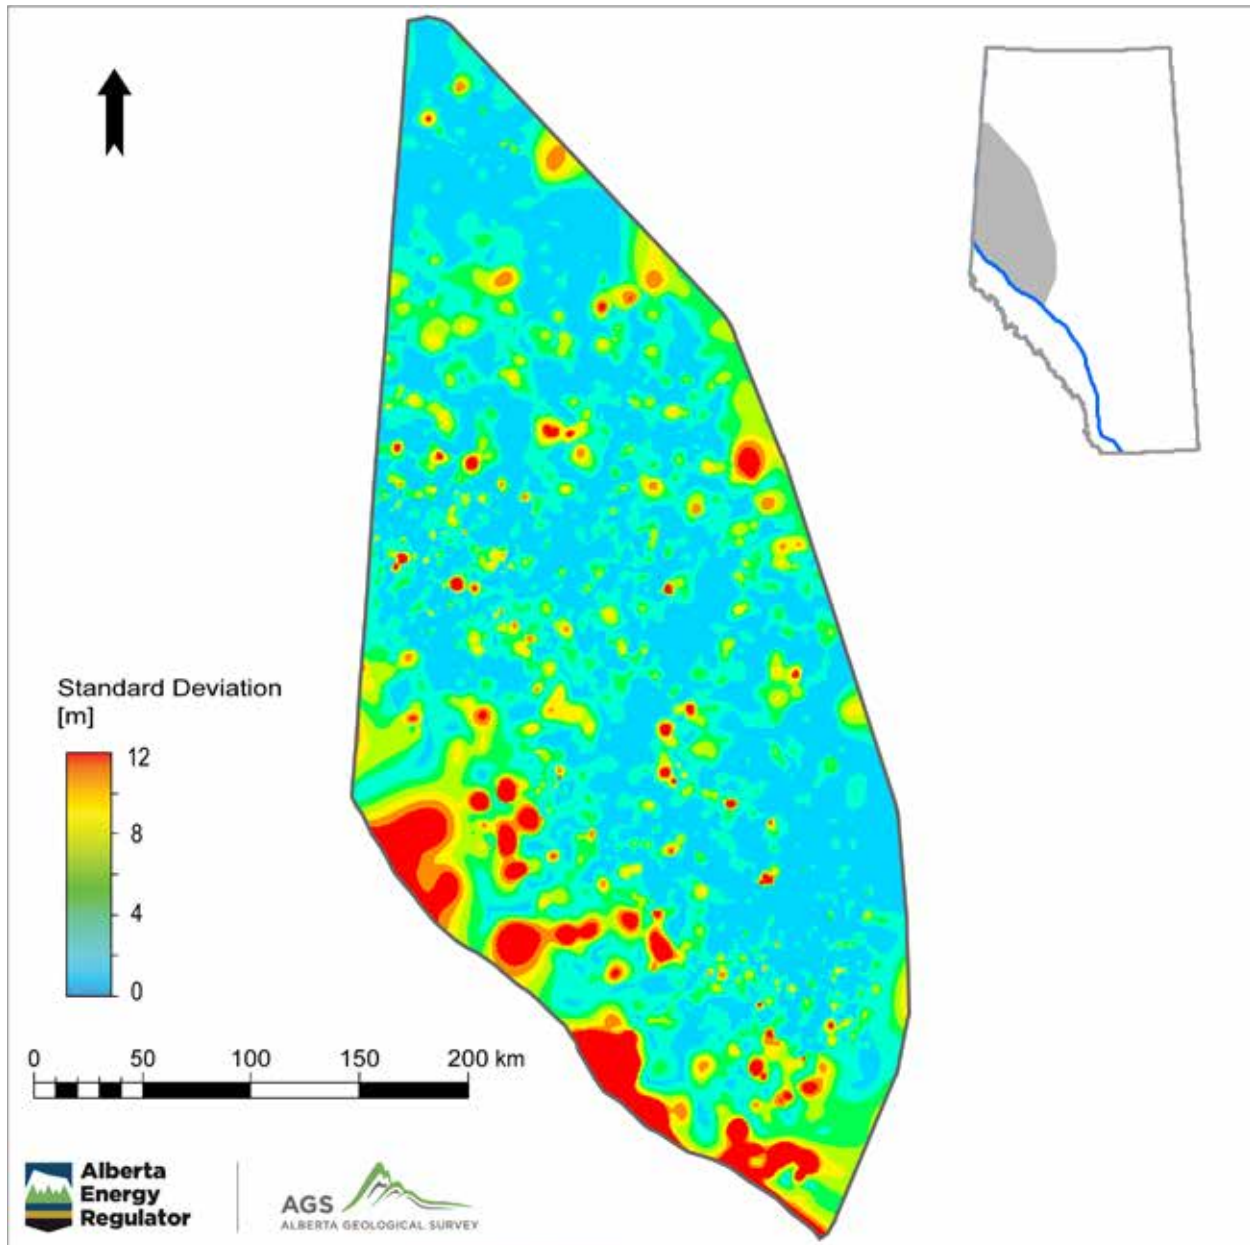 Standard Deviation
[m]
12
8
4
0
0 50 100 150 200 km
Alberta
Energy
Regulator
AGS
ALBERTA GEOLOGICAL SURVEY